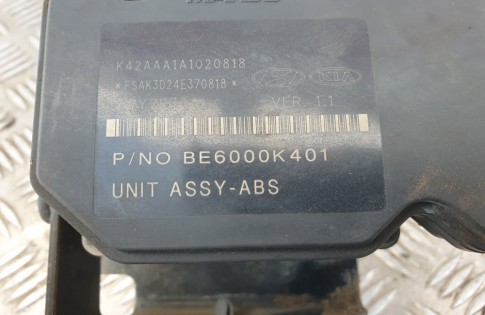 K42AAA1A1020818
*FSAK3D24E370818*
VER 1.1
P/NO BE6000K401
UNIT ASSY-ABS